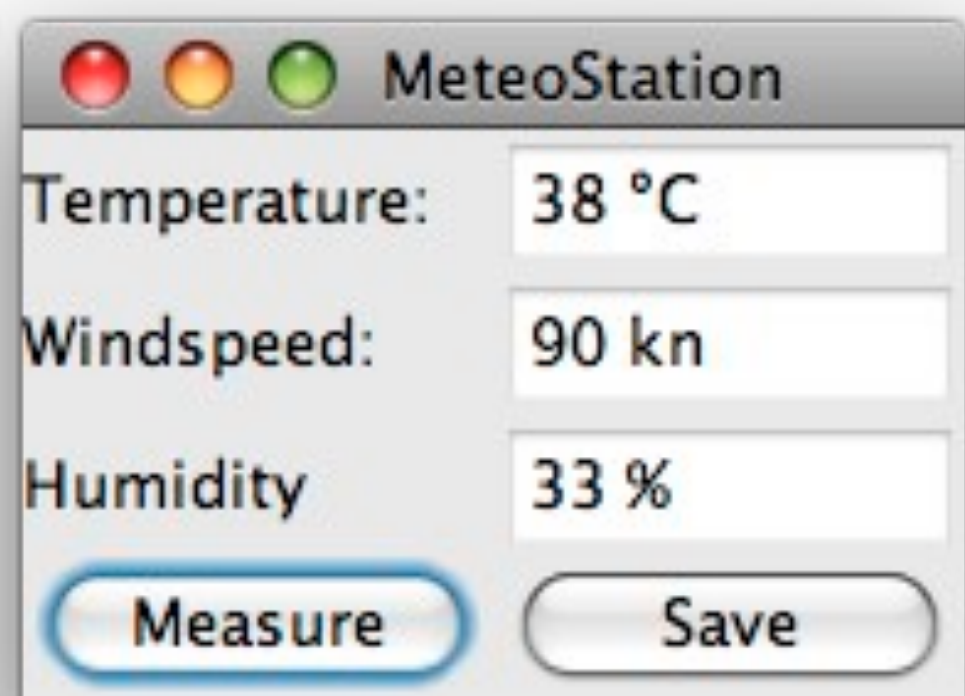 MeteoStation
Temperature: 38 °C
Windspeed: 90 kn
Humidity 33 %
Measure Save